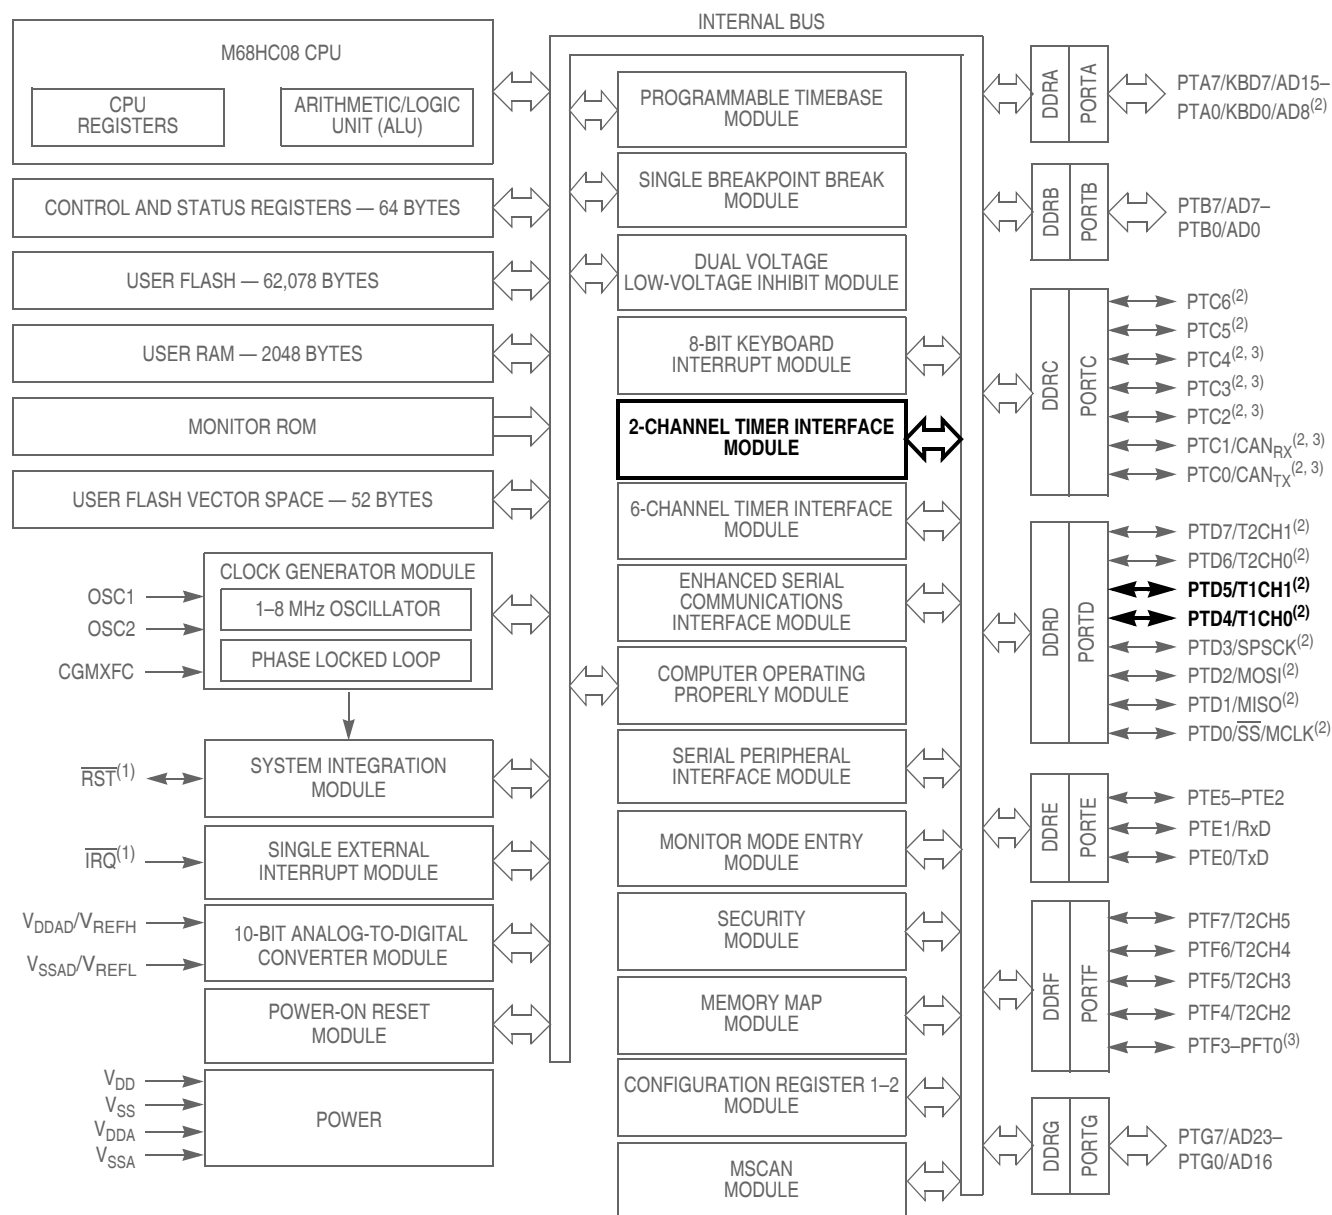 INTERNAL BUS
M68HC08 CPU
CPU
REGISTERS
ARITHMETIC/LOGIC
UNIT (ALU)
CONTROL AND STATUS REGISTERS — 64 BYTES
USER FLASH — 62,078 BYTES
USER RAM — 2048 BYTES
MONITOR ROM
USER FLASH VECTOR SPACE — 52 BYTES
CLOCK GENERATOR MODULE
1–8 MHz OSCILLATOR
PHASE LOCKED LOOP
OSC1
OSC2
CGMXFC
SYSTEM INTEGRATION
MODULE
RST(1)
SINGLE EXTERNAL
INTERRUPT MODULE
IRQ(1)
10-BIT ANALOG-TO-DIGITAL
CONVERTER MODULE
VDDAD/VREFH
VSSAD/VREFL
POWER-ON RESET
MODULE
POWER
VDD
VSS
VDDA
VSSA
PROGRAMMABLE TIMEBASE
MODULE
SINGLE BREAKPOINT BREAK
MODULE
DUAL VOLTAGE
LOW-VOLTAGE INHIBIT MODULE
8-BIT KEYBOARD
INTERRUPT MODULE
2-CHANNEL TIMER INTERFACE
MODULE
6-CHANNEL TIMER INTERFACE
MODULE
ENHANCED SERIAL
COMMUNICATIONS
INTERFACE MODULE
COMPUTER OPERATING
PROPERLY MODULE
SERIAL PERIPHERAL
INTERFACE MODULE
MONITOR MODE ENTRY
MODULE
SECURITY
MODULE
MEMORY MAP
MODULE
CONFIGURATION REGISTER 1–2
MODULE
MSCAN
MODULE
DDRA
PORTA
PTA7/KBD7/AD15–
PTA0/KBD0/AD8(2)
DDRB
PORTB
PTB7/AD7–
PTB0/AD0
DDRC
PORTC
PTC6(2)
PTC5(2)
PTC4(2, 3)
PTC3(2, 3)
PTC2(2, 3)
PTC1/CANRX(2, 3)
PTC0/CANTX(2, 3)
DDRD
PORTD
PTD7/T2CH1(2)
PTD6/T2CH0(2)
PTD5/T1CH1(2)
PTD4/T1CH0(2)
PTD3/SPSCK(2)
PTD2/MOSI(2)
PTD1/MISO(2)
PTD0/SS/MCLK(2)
DDRE
PORTE
PTE5–PTE2
PTE1/RxD
PTE0/TxD
DDRF
PORTF
PTF7/T2CH5
PTF6/T2CH4
PTF5/T2CH3
PTF4/T2CH2
PTF3–PFT0(3)
DDRG
PORTG
PTG7/AD23–
PTG0/AD16